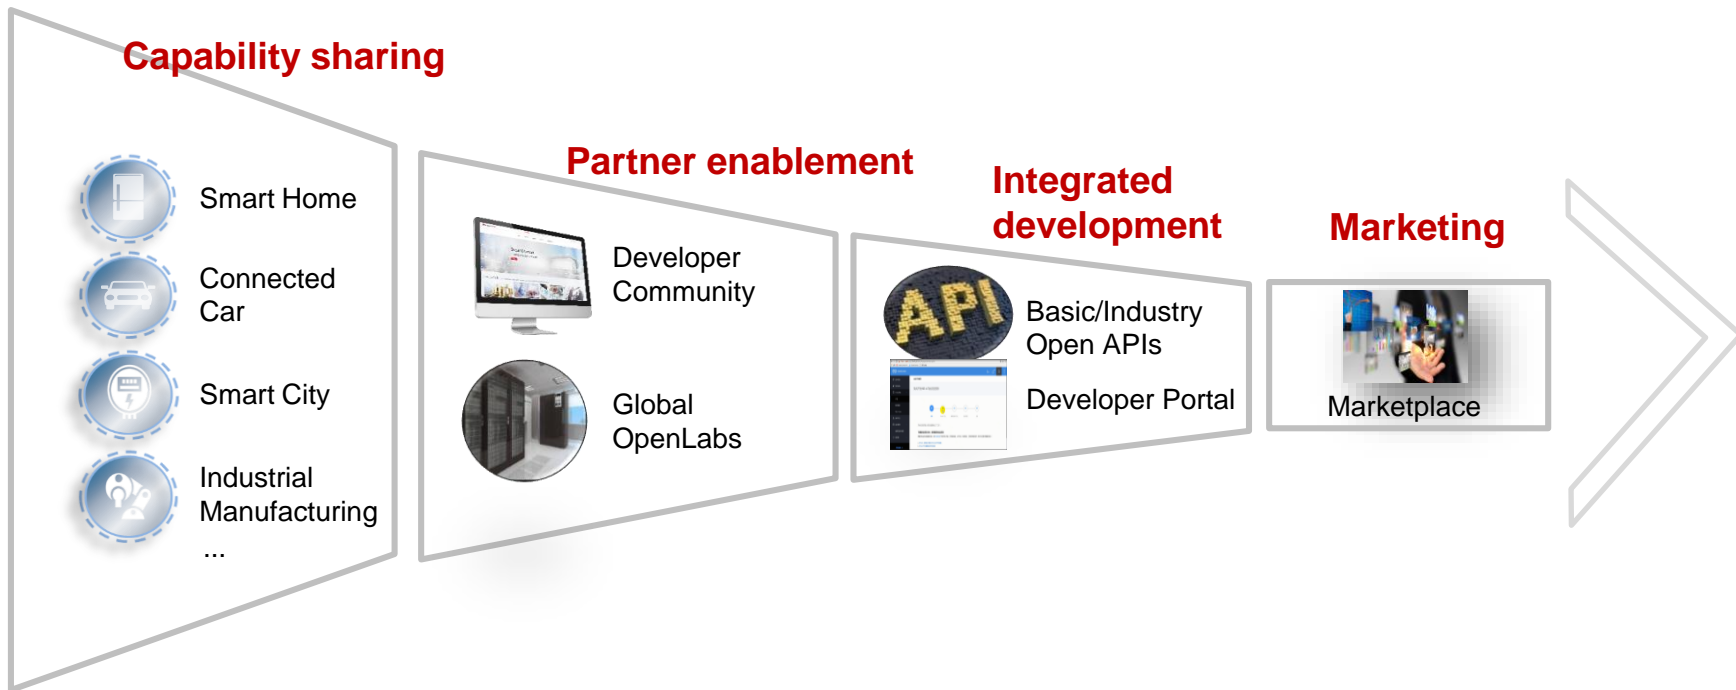 Capability sharing
Smart Home
Connected
Car
Smart City
Industrial
Manufacturing
...
Partner enablement
Developer
Community
Global
OpenLabs
Integrated
development
API
Basic/Industry
Open APIs
Developer Portal
Marketing
Marketplace